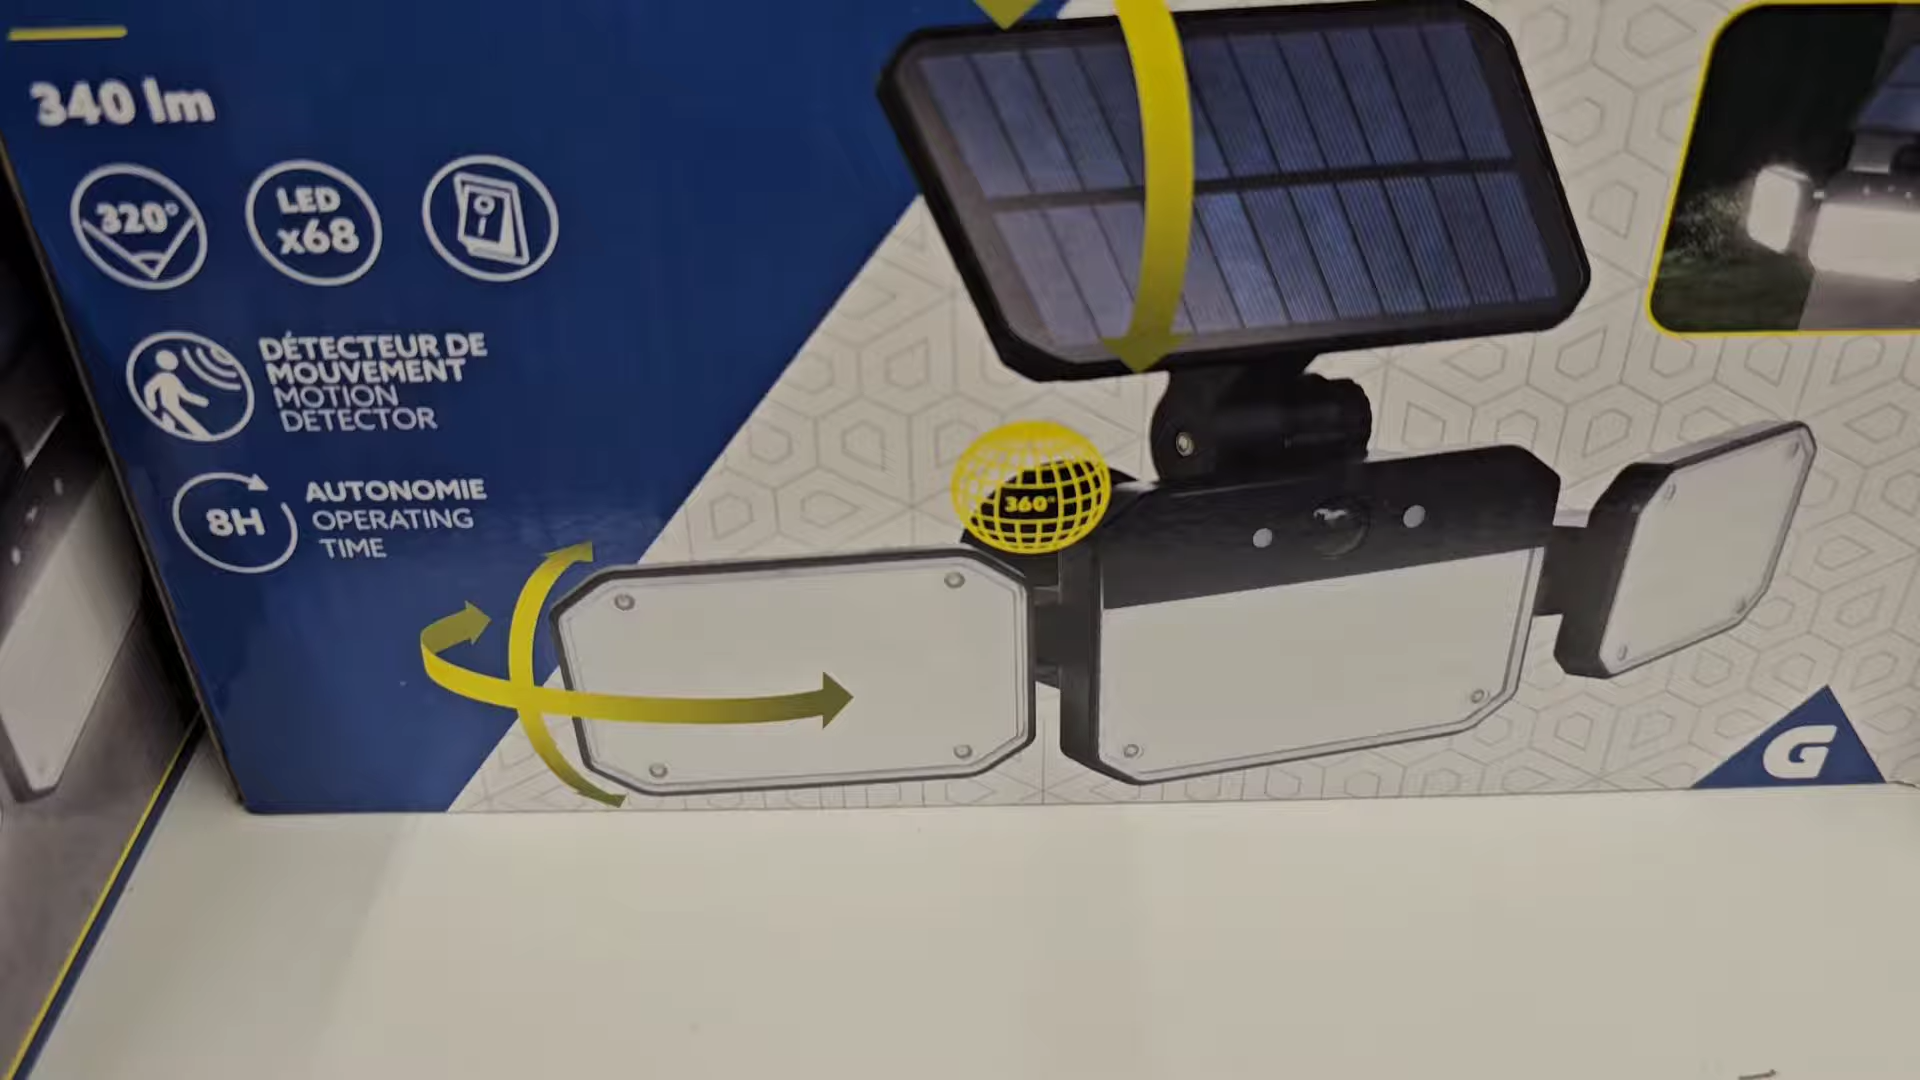 340 lm
320°
LED
x68
DÉTECTEUR DE
MOUVEMENT
MOTION
DETECTOR
8H
AUTONOMIE
OPERATING
TIME
360°
G